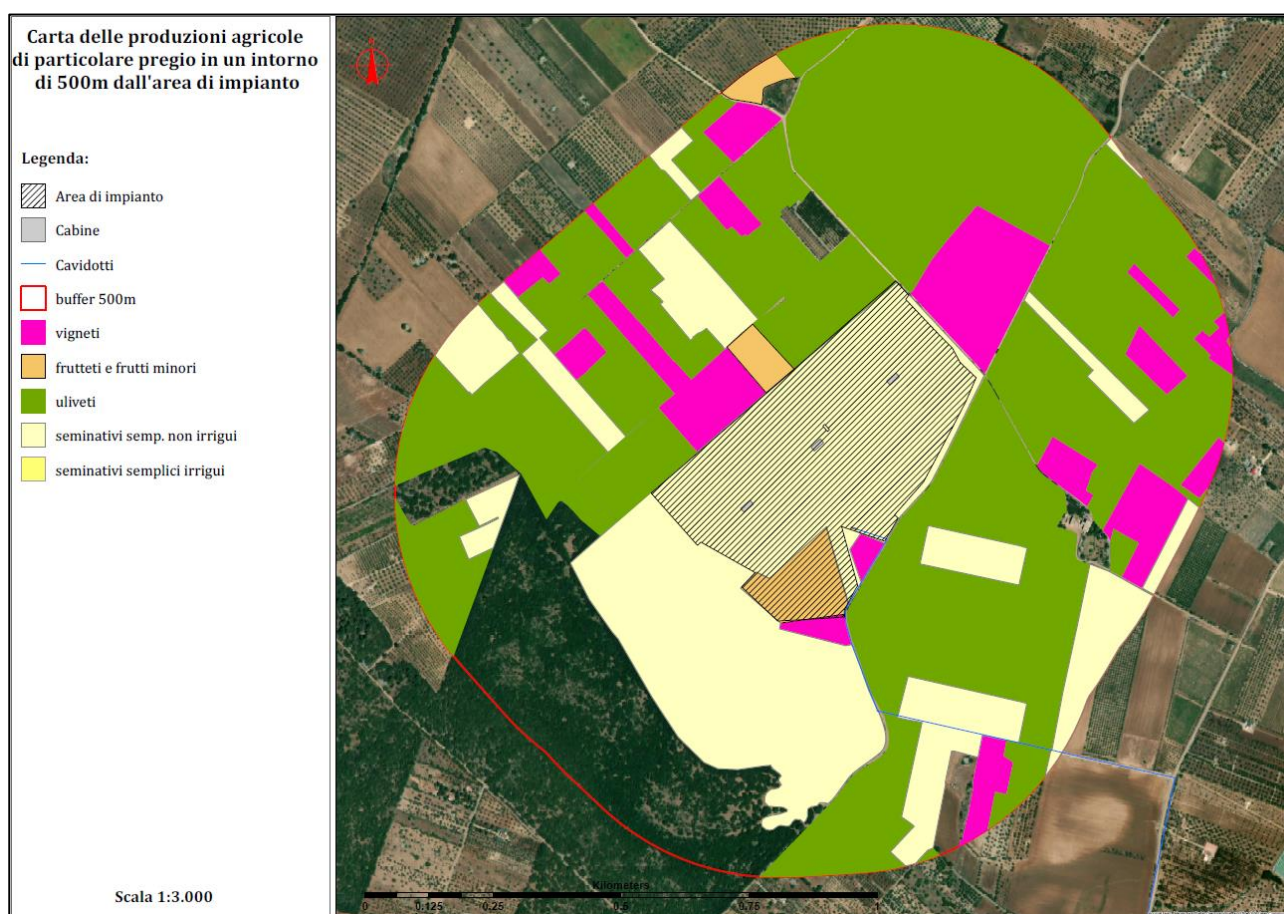 Carta delle produzioni agricole
di particolare pregio in un intorno
di 500m dall'area di impianto
Legenda:
Area di impianto
Cabine
Cavidotti
buffer 500m
vigneti
frutteti e frutti minori
uliveti
seminativi semp. non irrigui
seminativi semplici irrigui
Scala 1:3.000
Kilometers
0 0.125 0.25 0.5 0.75 1